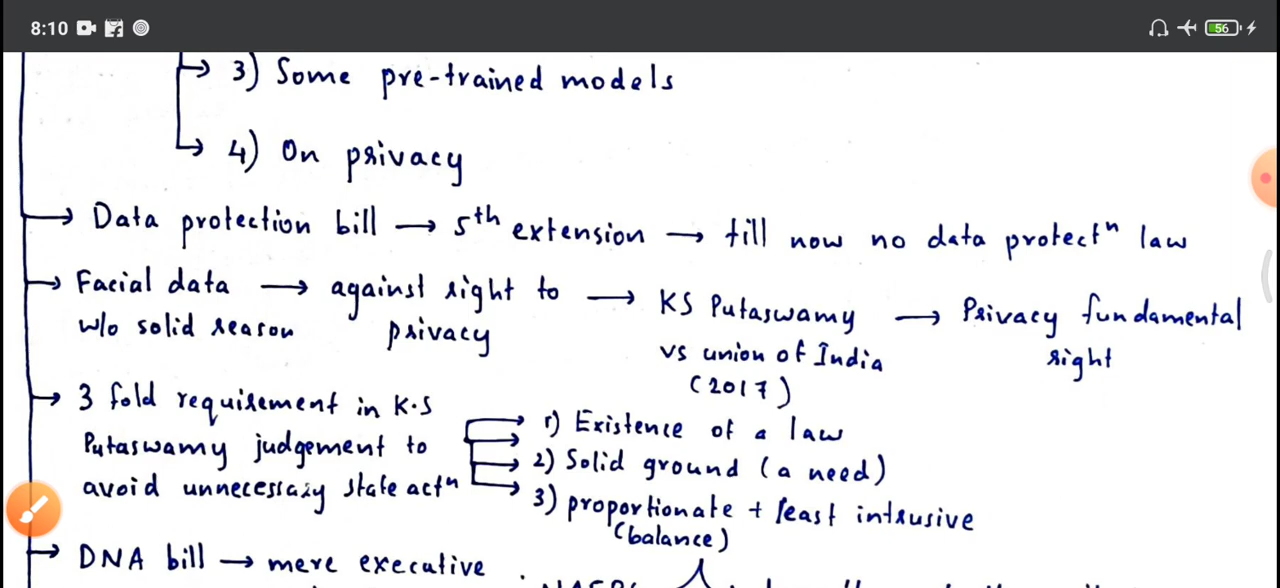 8:10
56
3) Some pre-trained models
4) On privacy
Data protection bill → 5th extension → till now no data protectn law
Facial data → against right to → KS Putaswamy → Privacy fundamental
w/o solid reason privacy vs union of India right
(2017)
3 fold requirement in K.S
Putaswamy judgement to
avoid unnecessary state actn
1) Existence of a law
2) Solid ground (a need)
3) proportionate + least intrusive
(balance)
DNA bill → mere executive